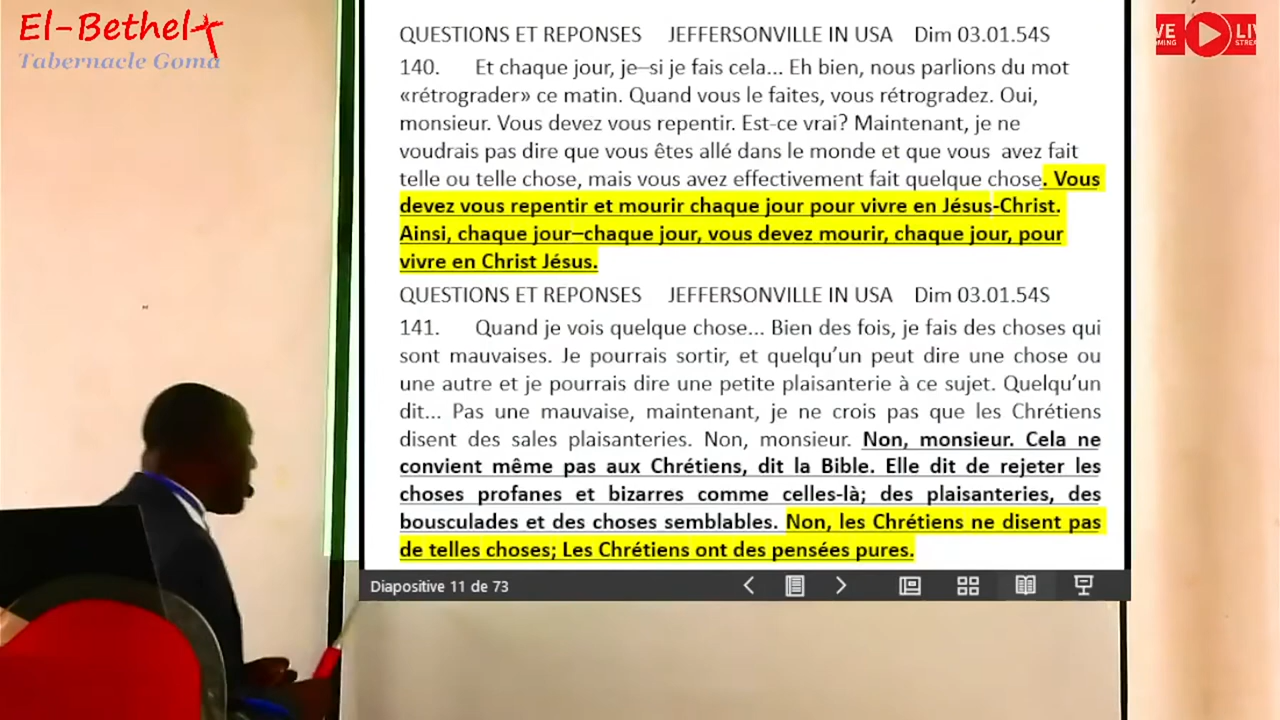 El-Bethel
Tabernacle Goma
QUESTIONS ET REPONSES JEFFERSONVILLE IN USA Dim 03.01.54S
140. Et chaque jour, je–si je fais cela... Eh bien, nous parlions du mot
«rétrograder» ce matin. Quand vous le faites, vous rétrogradez. Oui,
monsieur. Vous devez vous repentir. Est-ce vrai? Maintenant, je ne
voudrais pas dire que vous êtes allé dans le monde et que vous avez fait
telle ou telle chose, mais vous avez effectivement fait quelque chose. Vous
devez vous repentir et mourir chaque jour pour vivre en Jésus-Christ.
Ainsi, chaque jour–chaque jour, vous devez mourir, chaque jour, pour
vivre en Christ Jésus.
QUESTIONS ET REPONSES JEFFERSONVILLE IN USA Dim 03.01.54S
141. Quand je vois quelque chose... Bien des fois, je fais des choses qui
sont mauvaises. Je pourrais sortir, et quelqu’un peut dire une chose ou
une autre et je pourrais dire une petite plaisanterie à ce sujet. Quelqu’un
dit... Pas une mauvaise, maintenant, je ne crois pas que les Chrétiens
disent des sales plaisanteries. Non, monsieur. Non, monsieur. Cela ne
convient même pas aux Chrétiens, dit la Bible. Elle dit de rejeter les
choses profanes et bizarres comme celles-là; des plaisanteries, des
bousculades et des choses semblables. Non, les Chrétiens ne disent pas
de telles choses; Les Chrétiens ont des pensées pures.
Diapositive 11 de 73